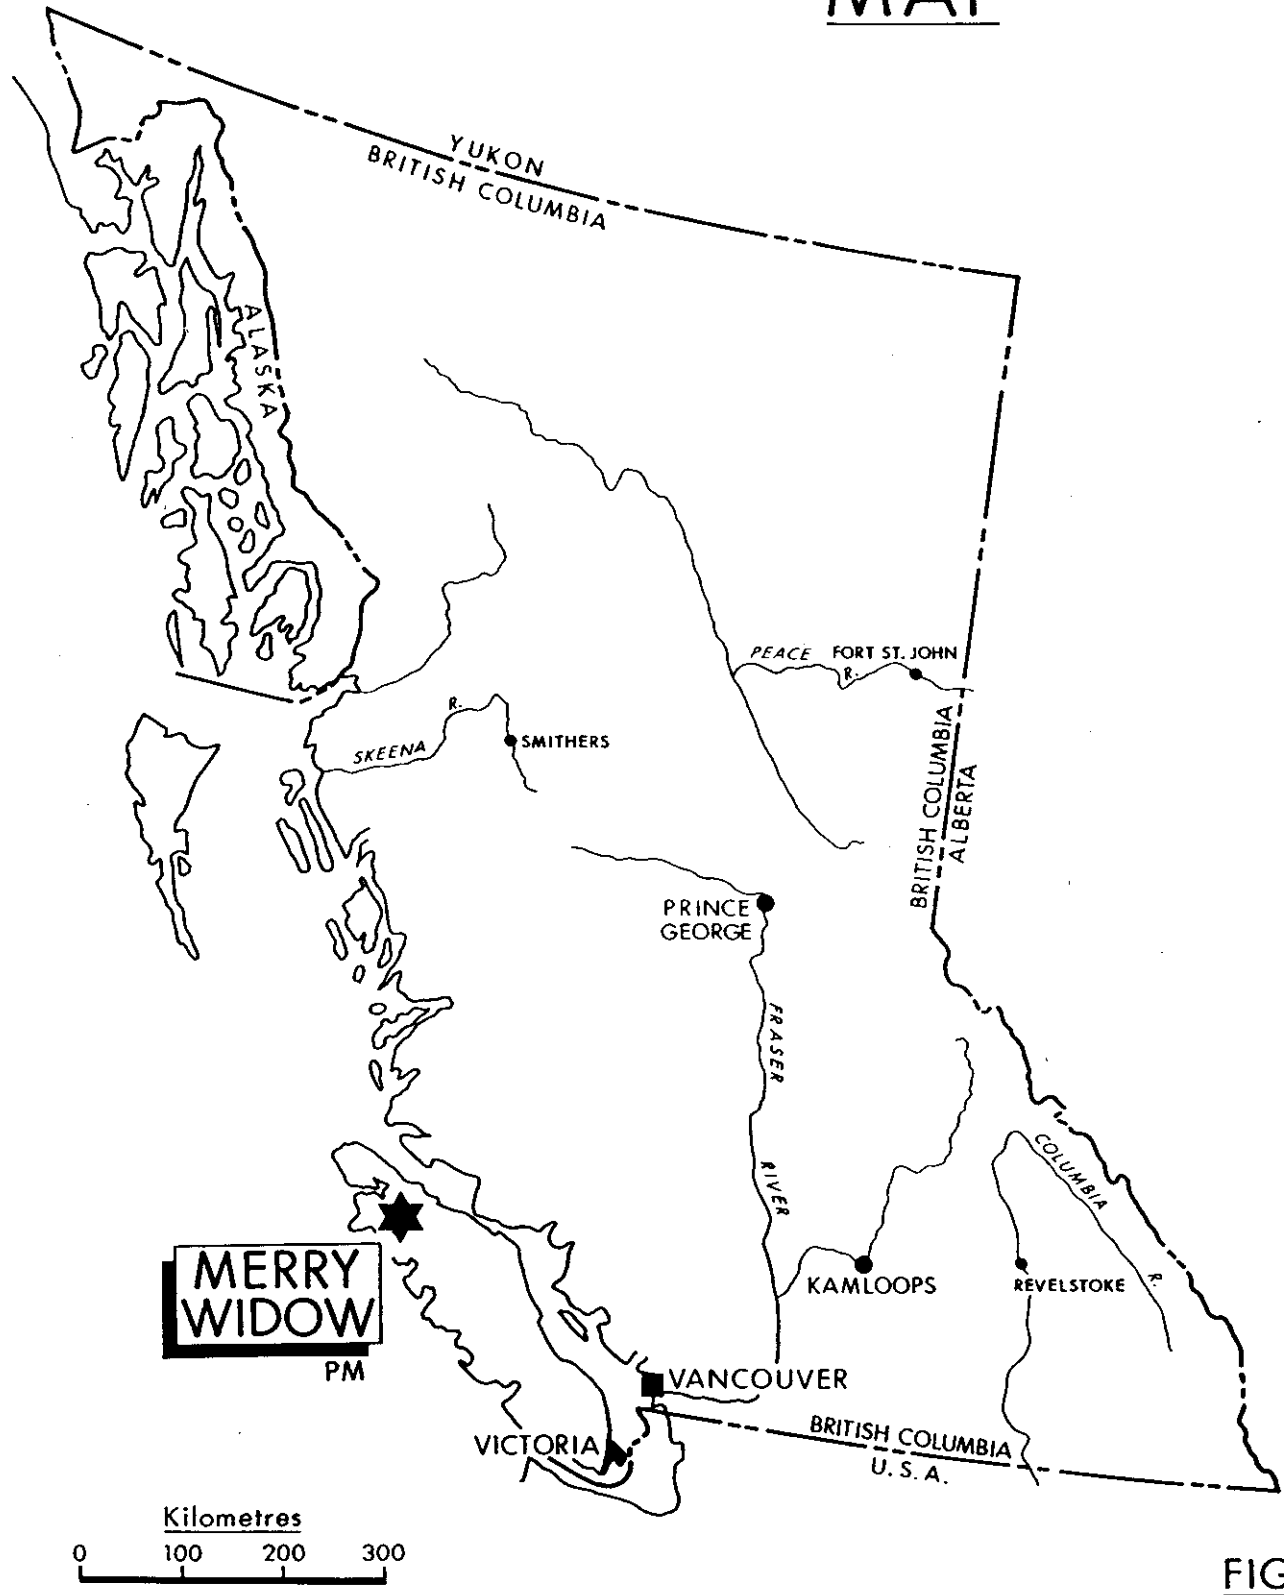 MAP
YUKON
BRITISH COLUMBIA
ALASKA
PEACE R.
FORT ST. JOHN
SKEENA R.
SMITHERS
BRITISH COLUMBIA
ALBERTA
PRINCE
GEORGE
FRASER RIVER
COLUMBIA R.
MERRY
WIDOW
PM
KAMLOOPS
REVELSTOKE
VANCOUVER
VICTORIA
BRITISH COLUMBIA
U.S.A.
Kilometres
0 100 200 300
FIG